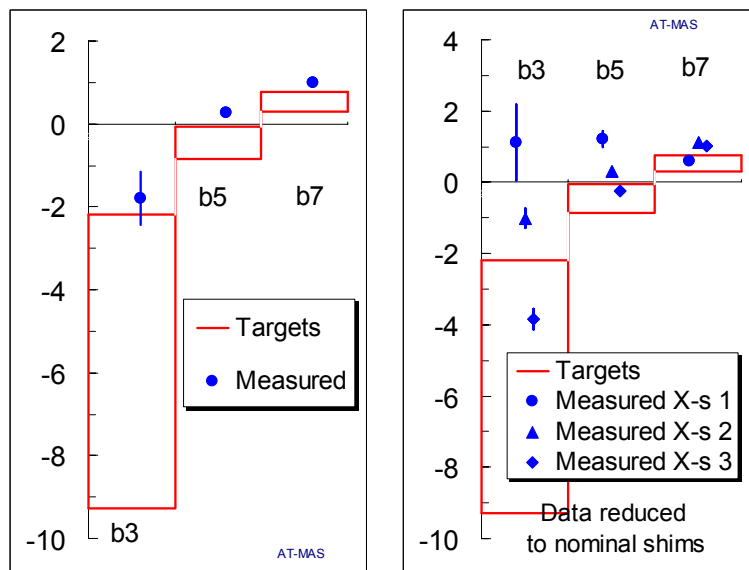 2
0
-2
-4
-6
-8
-10
b5
b7
Targets
Measured
b3
AT-MAS
AT-MAS
b3
b5
b7
4
2
0
-2
-4
-6
-8
-10
Targets
Measured X-s 1
Measured X-s 2
Measured X-s 3
Data reduced
to nominal shims